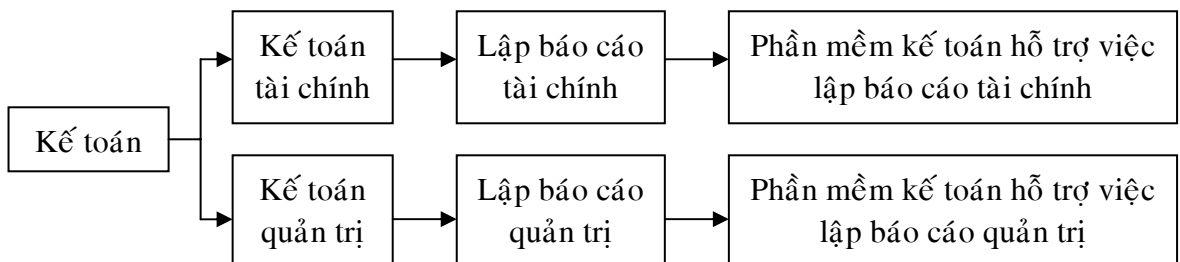 Kế toán
Kế toán
tài chính
Lập báo cáo
tài chính
Phần mềm kế toán hỗ trợ việc
lập báo cáo tài chính
Kế toán
quản trị
Lập báo cáo
quản trị
Phần mềm kế toán hỗ trợ việc
lập báo cáo quản trị